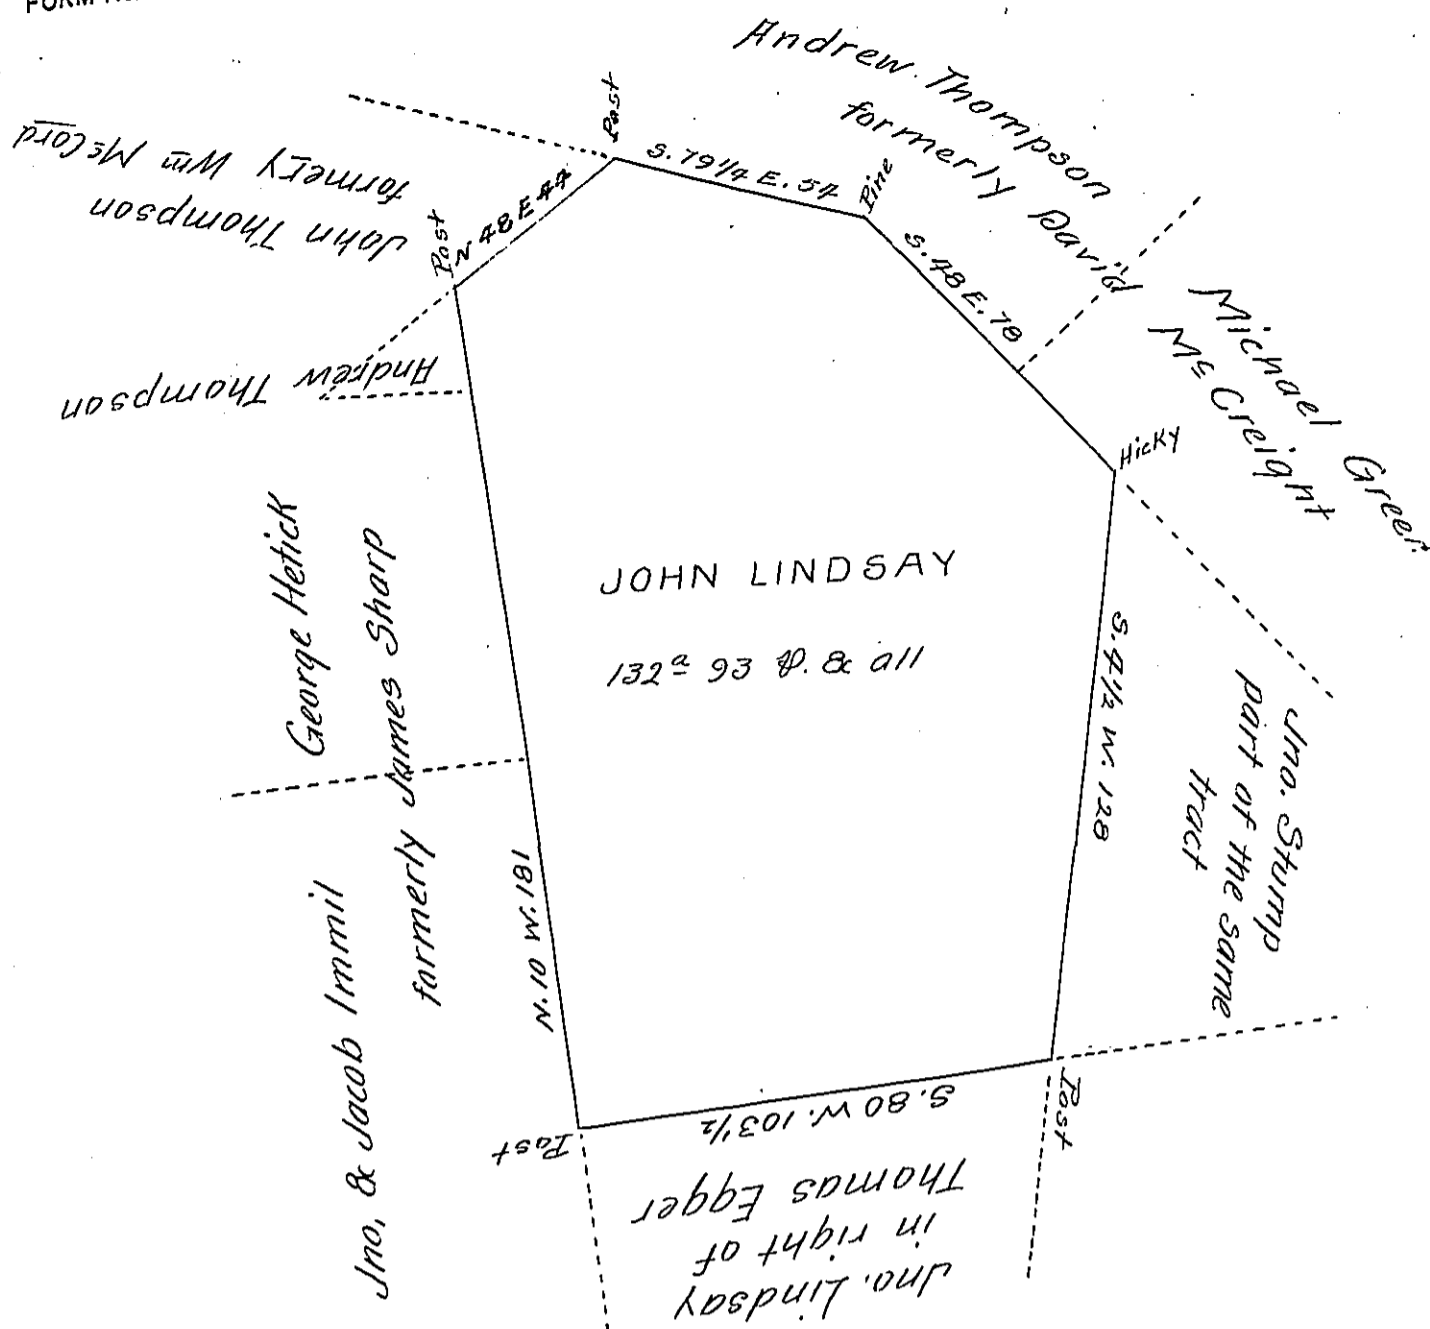 Andrew. Thompson
formerly David
Post
S. 79 1/4 E. 54
Pine
formery Wm McCord
John Thompson
Post
N 48 E 44
S. 48 E. 78
Michael Greer
Mc Creight
Andrew Thompson
Hicky
George Hetick
formerly James Sharp
JOHN LINDSAY
132a 93 P. & all
S. 4 1/2 W. 128
Jno. Stump
part of the same
tract
Jno. & Jacob Immil
N. 10 W. 181
S. 80 W. 103 1/2
Post
Post
Jno. Lindsay
in right of
Thomas Egger